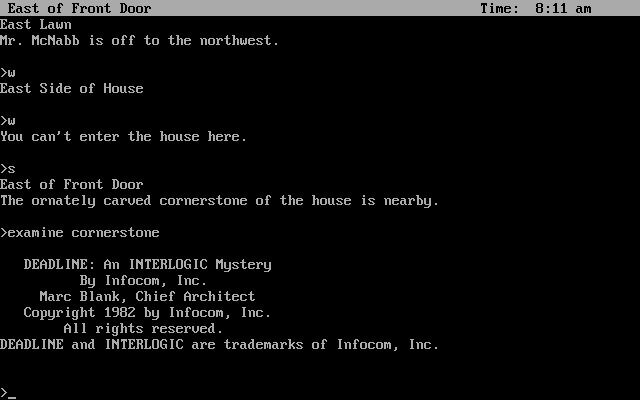 East of Front Door Time: 8:11 am
East Lawn
Mr. McNabb is off to the northwest.
>w
East Side of House
>w
You can't enter the house here.
>s
East of Front Door
The ornately carved cornerstone of the house is nearby.
>examine cornerstone
DEADLINE: An INTERLOGIC Mystery
By Infocom, Inc.
Marc Blank, Chief Architect
Copyright 1982 by Infocom, Inc.
All rights reserved.
DEADLINE and INTERLOGIC are trademarks of Infocom, Inc.
>_